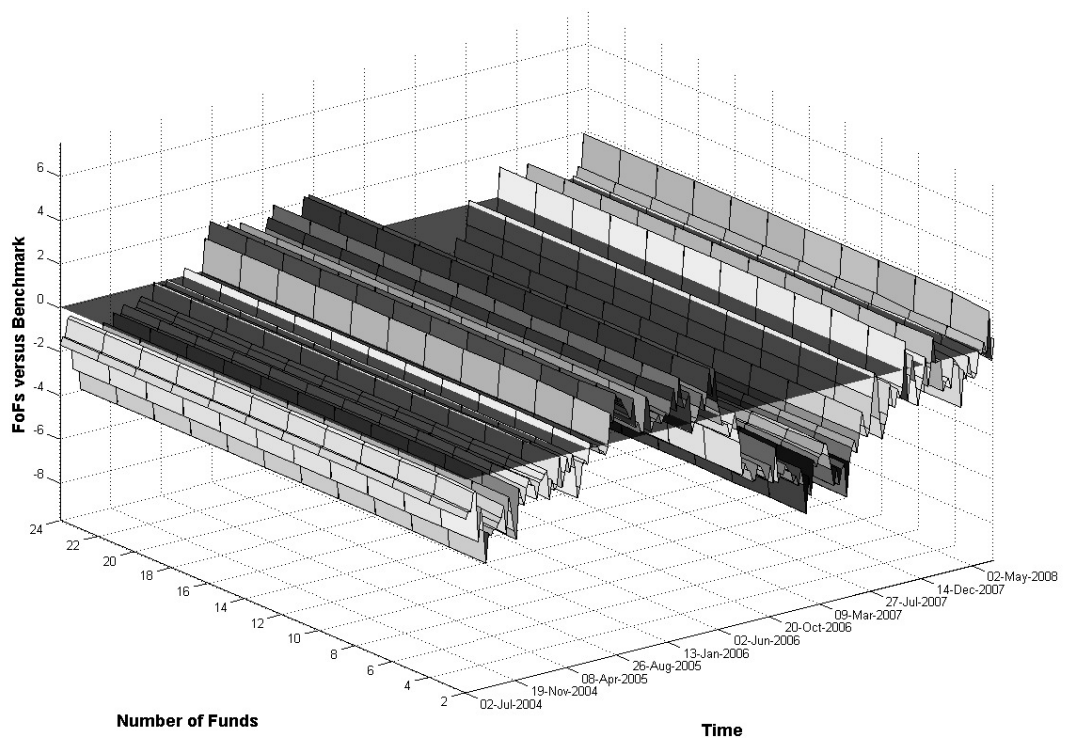 6
4
2
0
-2
-4
-6
-8
FoFs versus Benchmark
24
22
20
18
16
14
12
10
8
6
4
2
Number of Funds
02-Jul-2004
19-Nov-2004
08-Apr-2005
26-Aug-2005
13-Jan-2006
02-Jun-2006
20-Oct-2006
09-Mar-2007
27-Jul-2007
14-Dec-2007
02-May-2008
Time